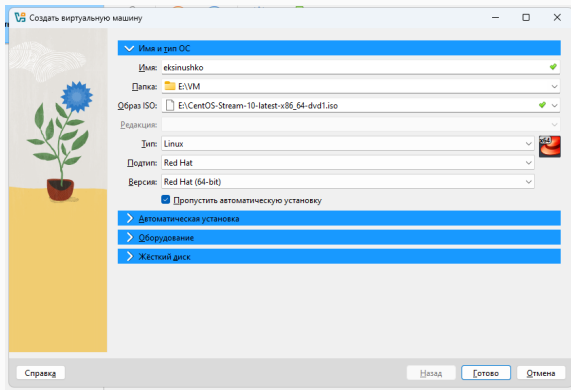 Создать виртуальную машину
Имя и тип ОС
Имя: eksinushko
Папка: E:\VM
Образ ISO: E:\CentOS-Stream-10-latest-x86_64-dvd1.iso
Редакция:
Тип: Linux
x64
Подтип: Red Hat
Версия: Red Hat (64-bit)
Пропустить автоматическую установку
Автоматическая установка
Оборудование
Жёсткий диск
Справка Назад Готово Отмена